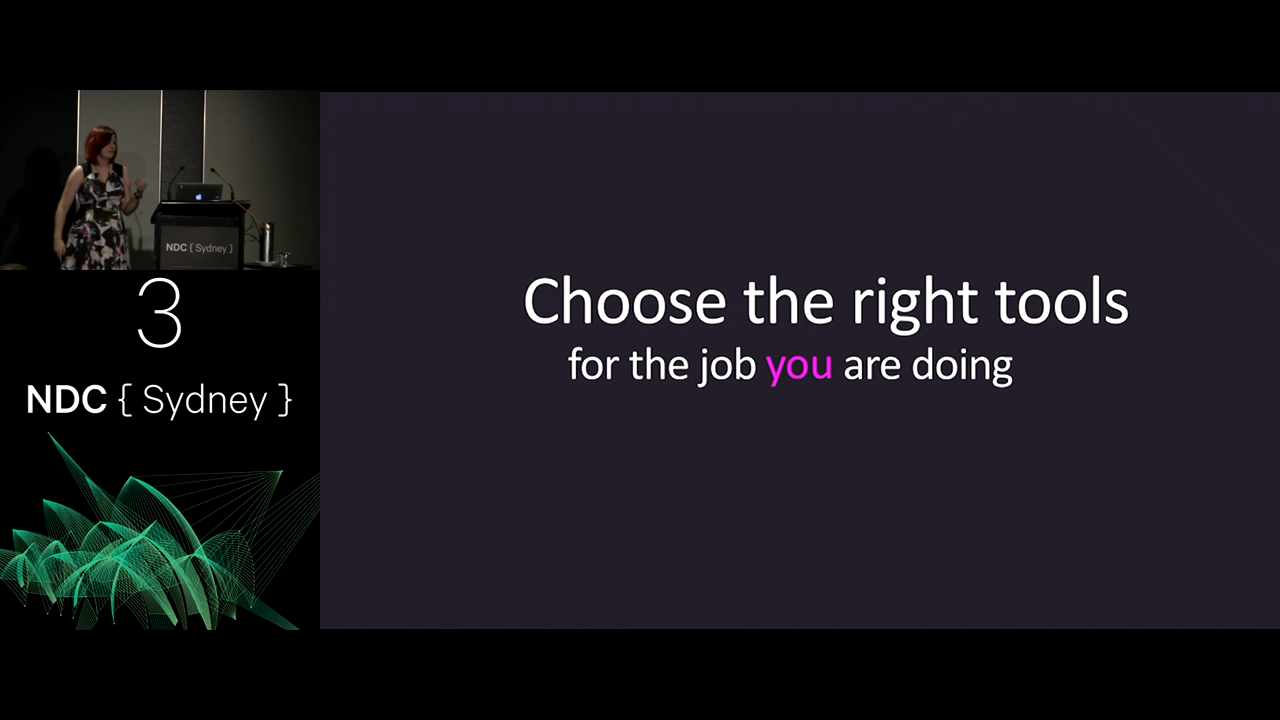 NDC { Sydney }
3
NDC { Sydney }
Choose the right tools
for the job you are doing